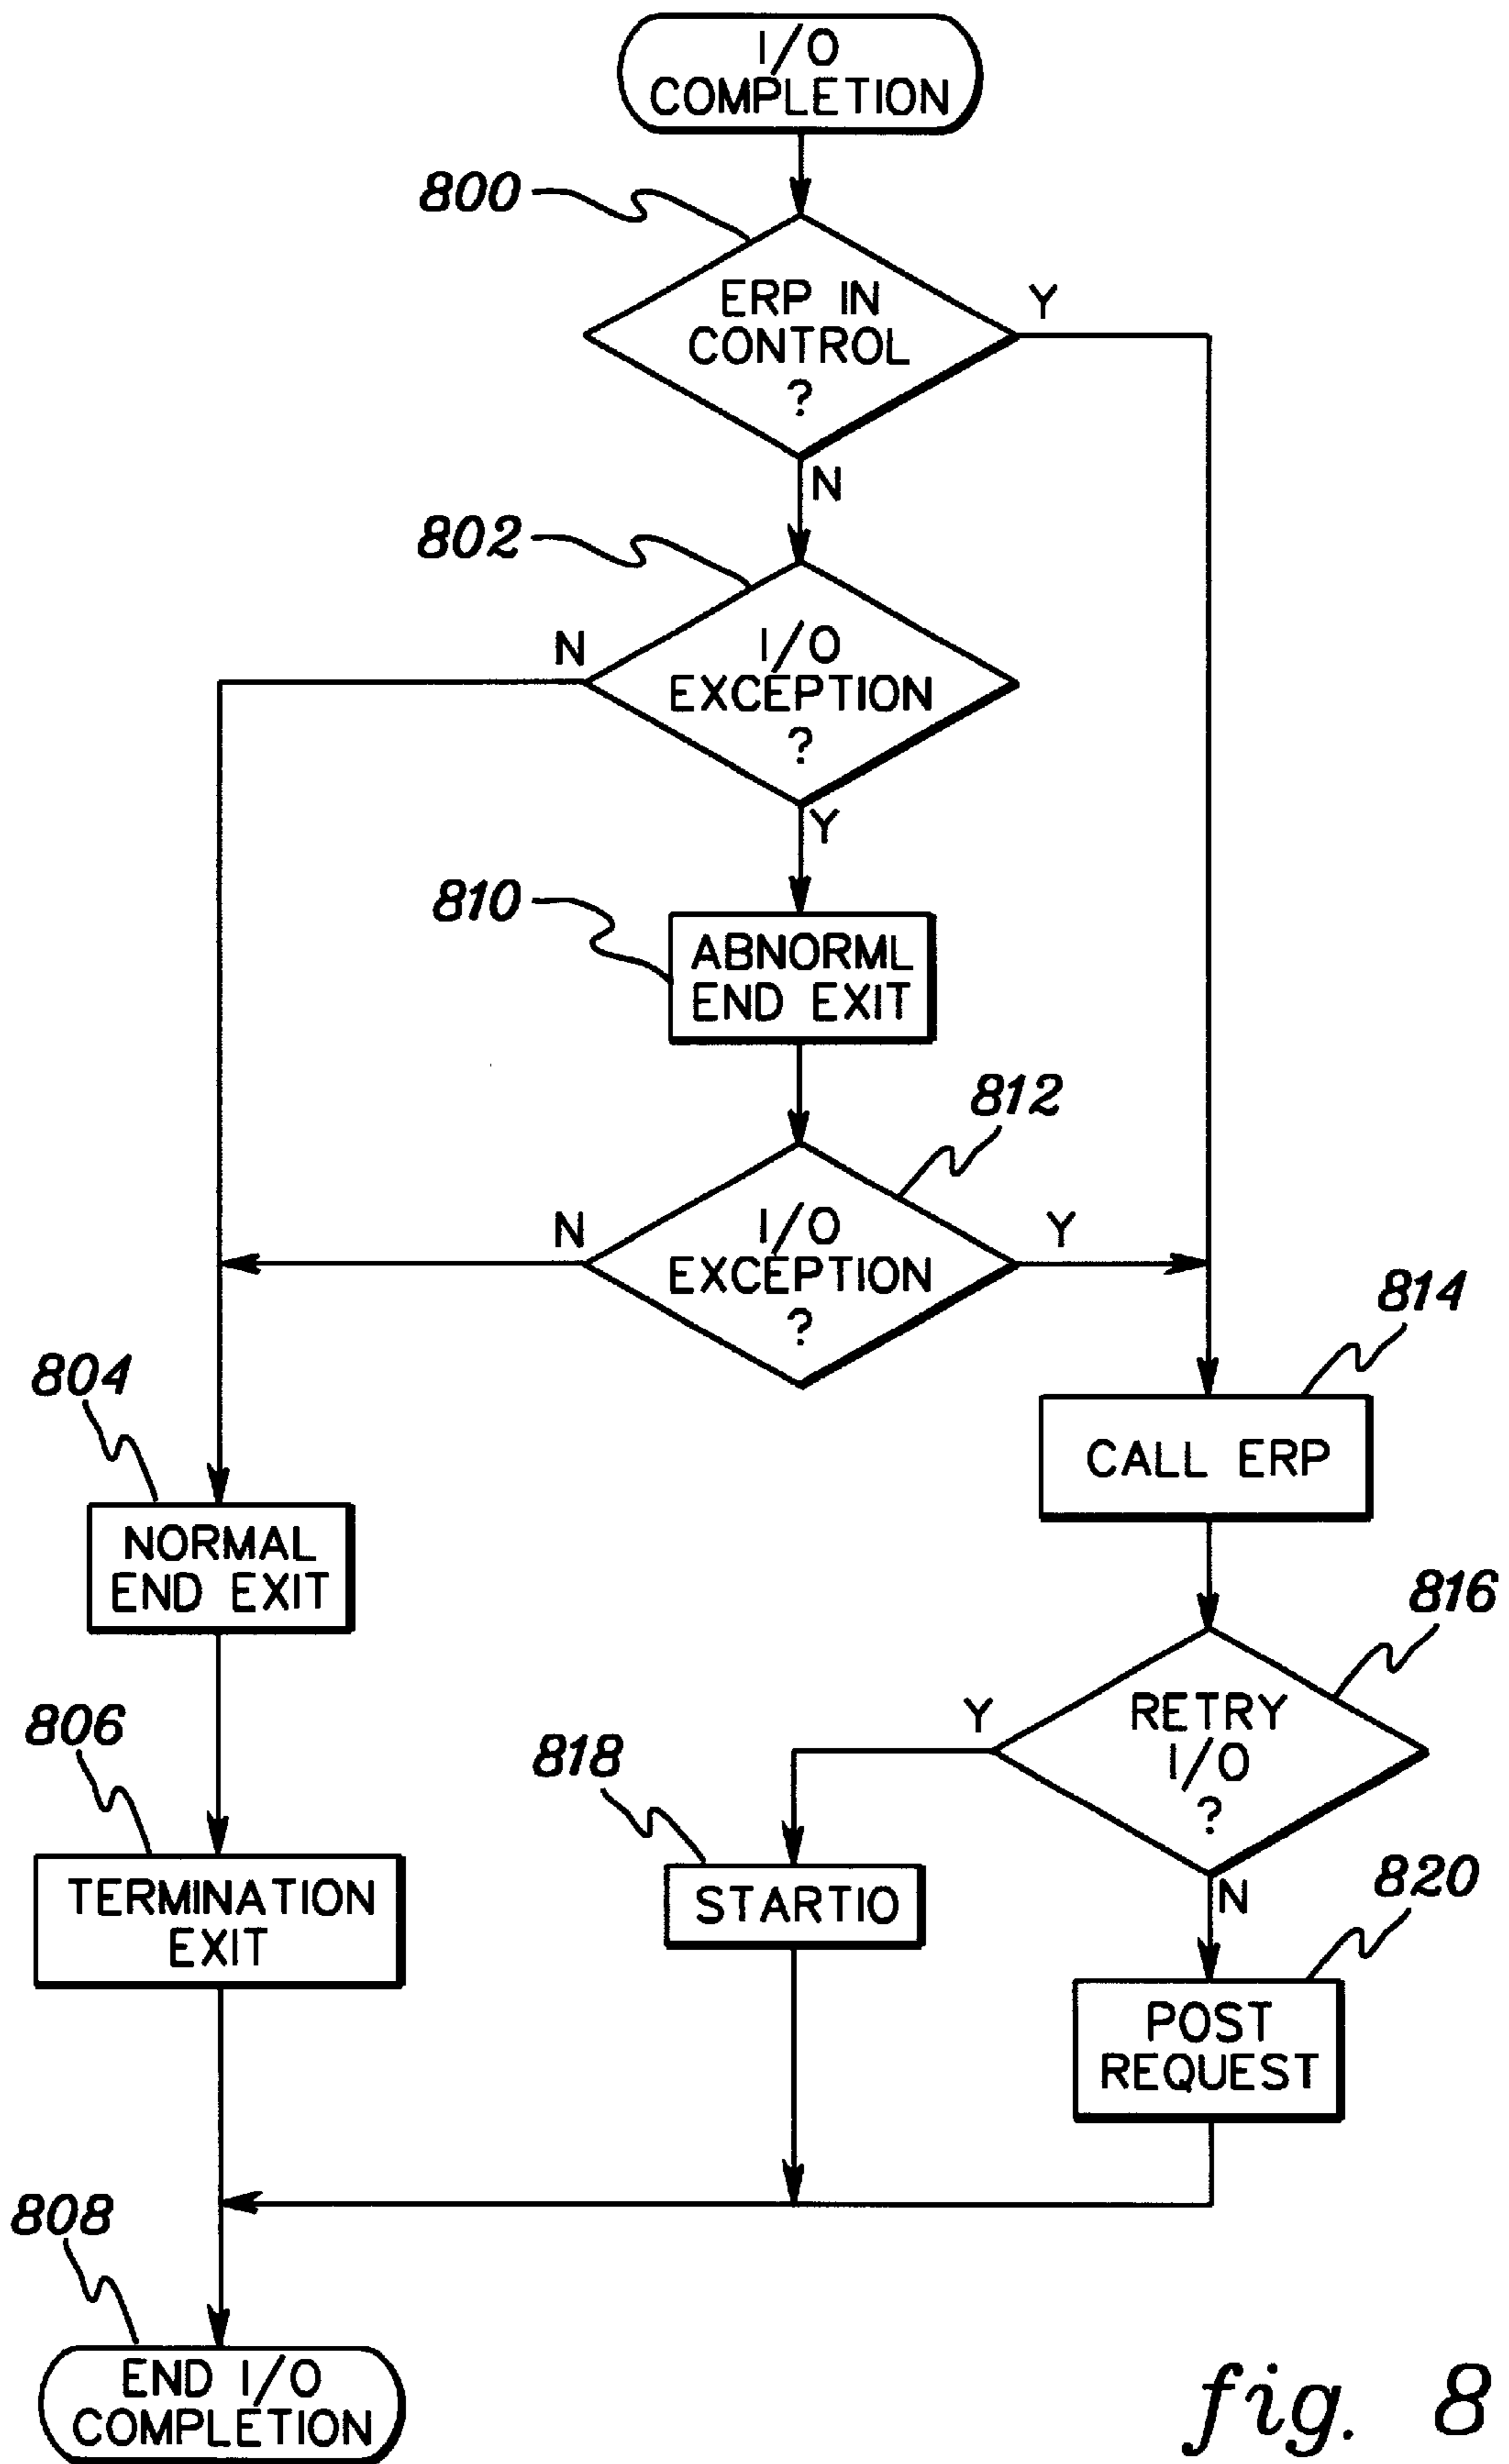 I/O
COMPLETION
800
ERP IN
CONTROL
?
Y
N
802
I/O
EXCEPTION
?
N
Y
810
ABNORML
END EXIT
812
I/O
EXCEPTION
?
N
Y
814
CALL ERP
804
NORMAL
END EXIT
816
RETRY
I/O
?
Y
N
806
TERMINATION
EXIT
818
STARTIO
820
POST
REQUEST
808
END I/O
COMPLETION
fig. 8